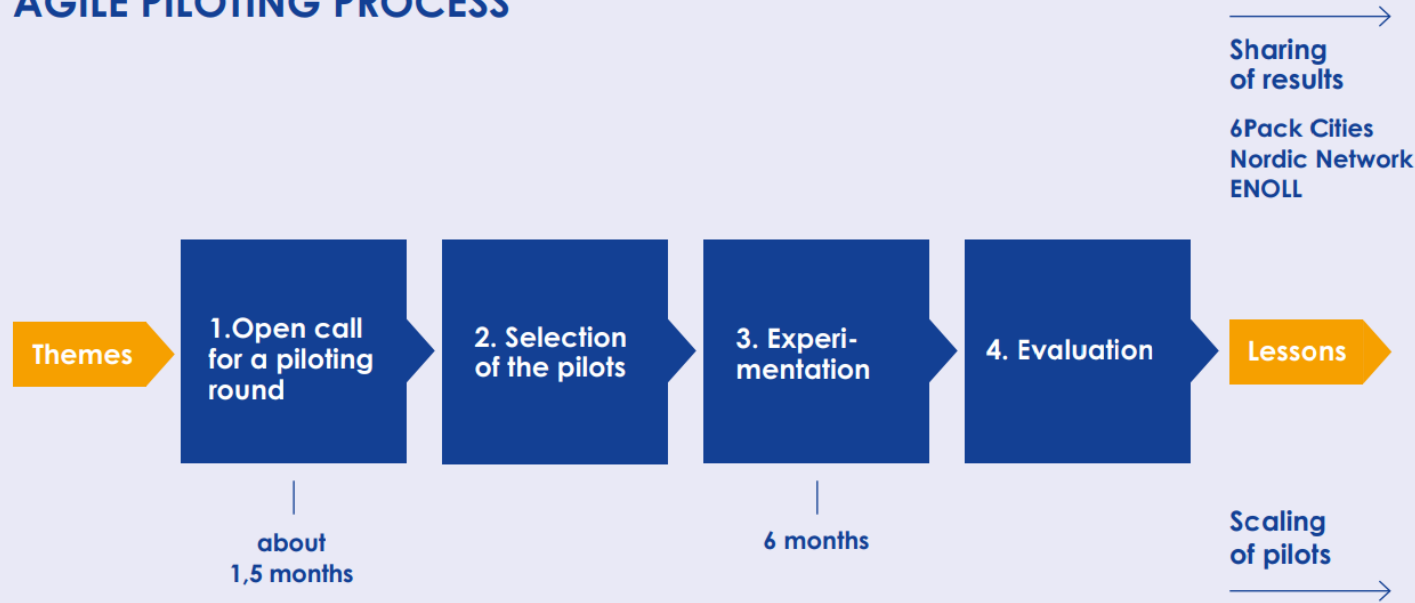 AGILE PILOTING PROCESS
Sharing
of results
6Pack Cities
Nordic Network
ENOLL
Themes
1.Open call
for a piloting
round
2. Selection
of the pilots
3. Experi-
mentation
4. Evaluation
Lessons
about
1,5 months
6 months
Scaling
of pilots